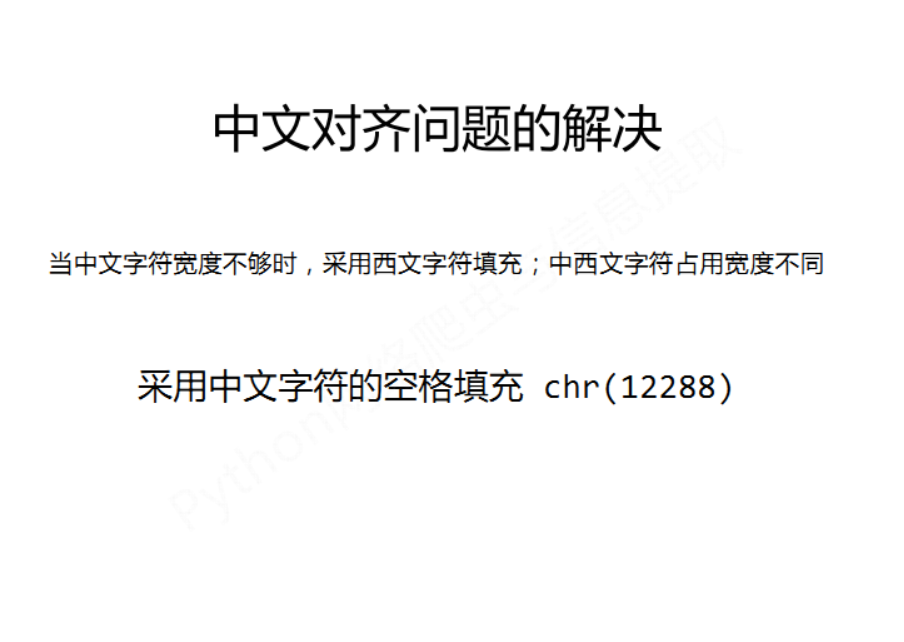 中文对齐问题的解决
当中文字符宽度不够时，采用西文字符填充；中西文字符占用宽度不同
采用中文字符的空格填充 chr(12288)
Python网络爬虫与信息提取